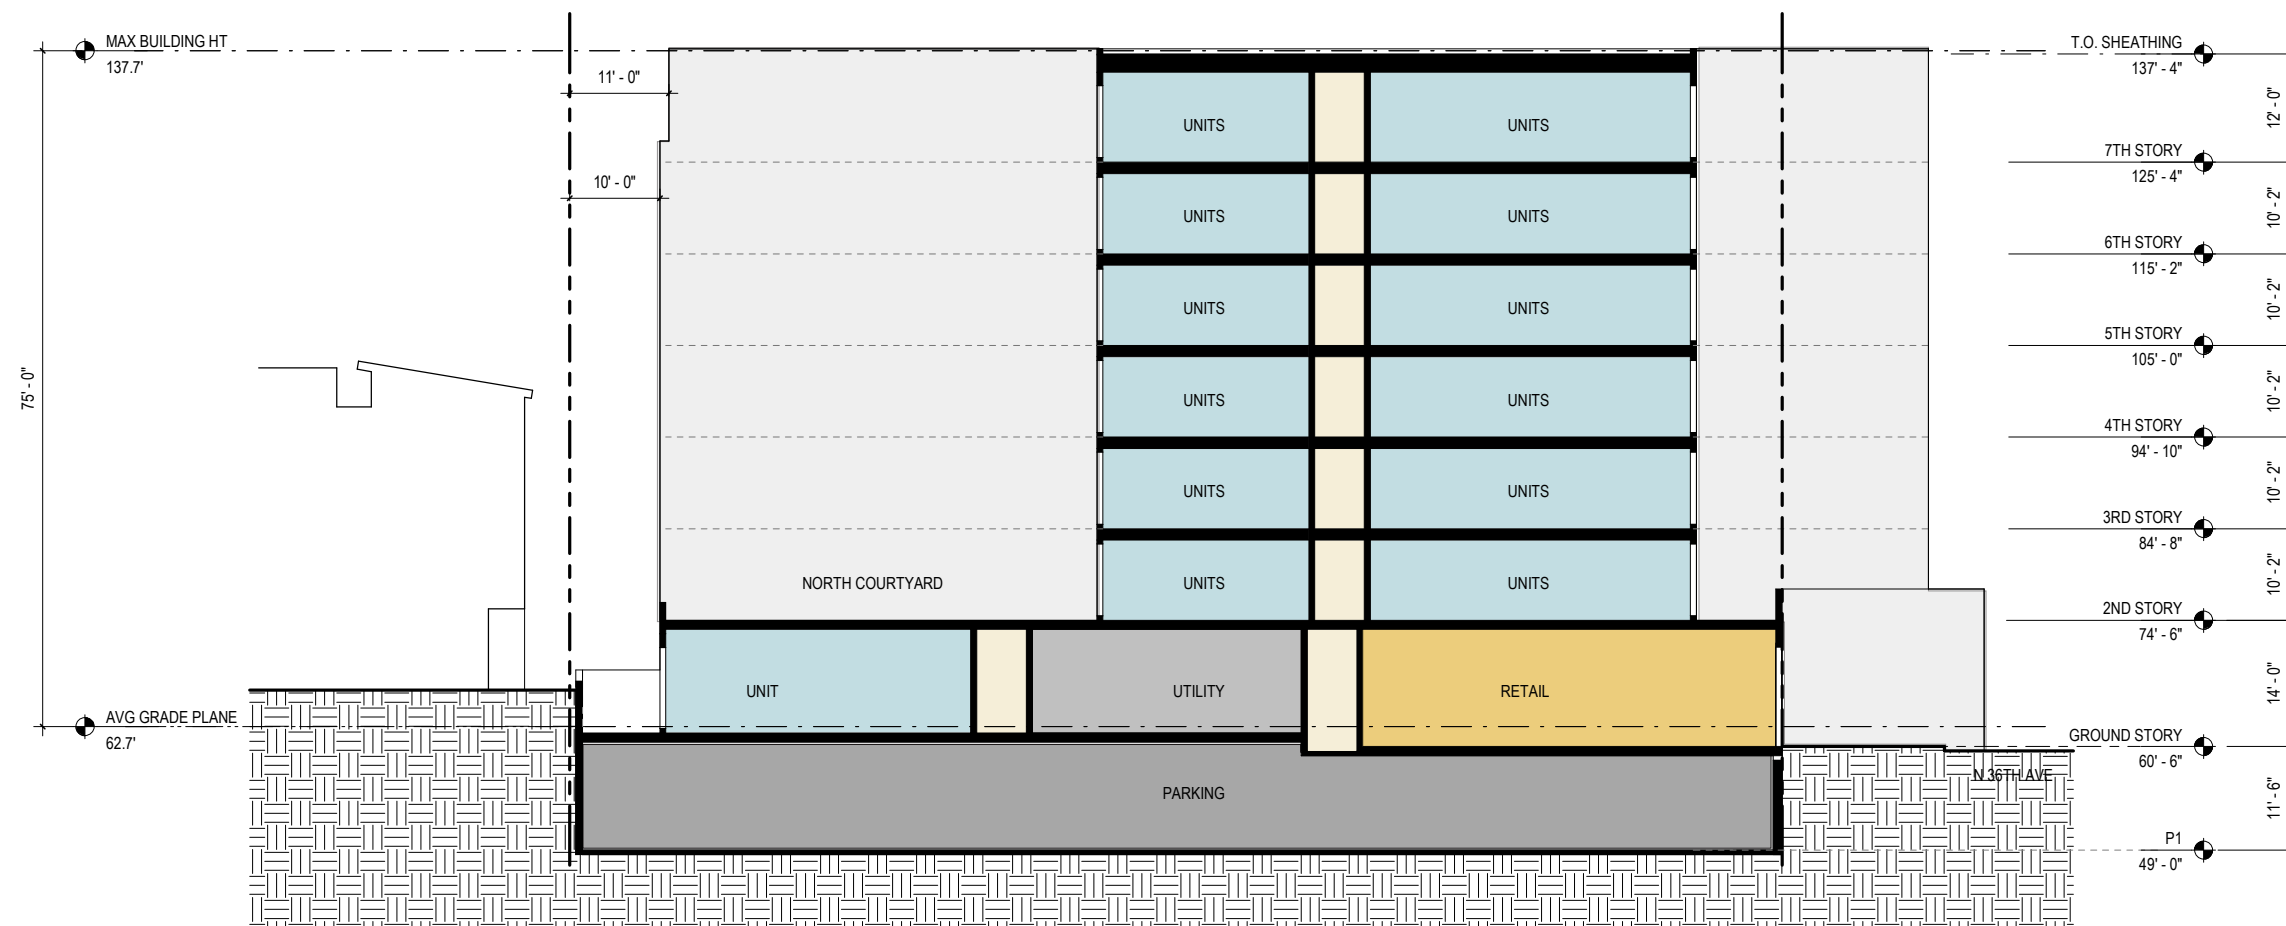 MAX BUILDING HT
137.7'
11' - 0"
10' - 0"
75' - 0"
T.O. SHEATHING
137' - 4"
12' - 0"
UNITS
UNITS
7TH STORY
125' - 4"
10' - 2"
UNITS
UNITS
6TH STORY
115' - 2"
10' - 2"
UNITS
UNITS
5TH STORY
105' - 0"
10' - 2"
UNITS
UNITS
4TH STORY
94' - 10"
10' - 2"
UNITS
UNITS
3RD STORY
84' - 8"
10' - 2"
NORTH COURTYARD
UNITS
UNITS
2ND STORY
74' - 6"
14' - 0"
UNIT
UTILITY
RETAIL
AVG GRADE PLANE
62.7'
GROUND STORY
60' - 6"
N 36TH AVE
11' - 6"
PARKING
P1
49' - 0"